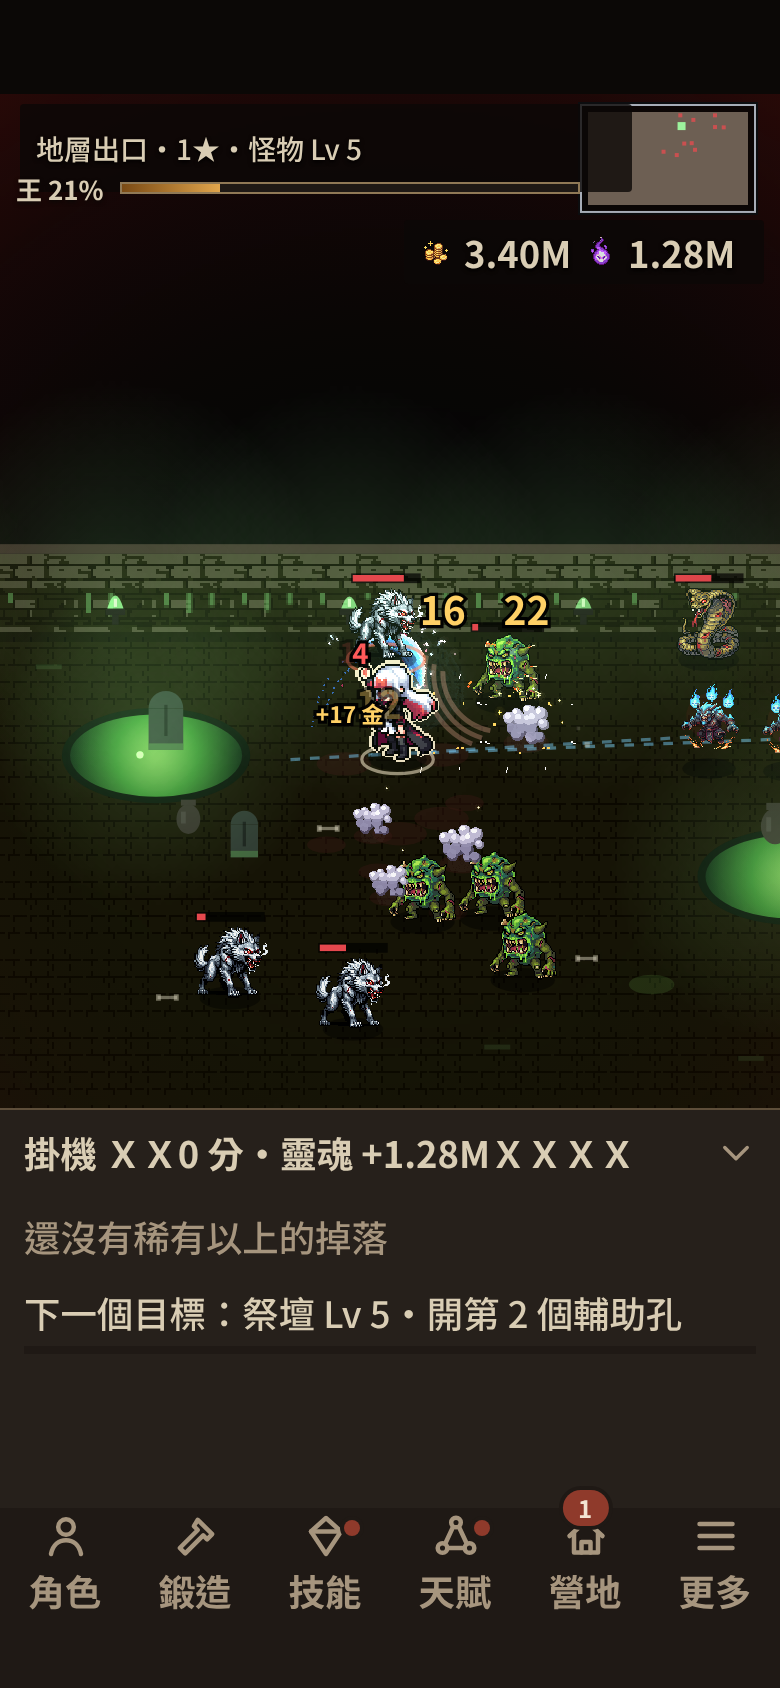 地層出口・1★・怪物 Lv 5
王 21%
3.40M 1.28M
16 22
4
+17 金
掛機 ＸＸ0 分・靈魂 +1.28MＸＸＸＸ
還沒有稀有以上的掉落
下一個目標：祭壇 Lv 5・開第 2 個輔助孔
1
角色 鍛造 技能 天賦 營地 更多